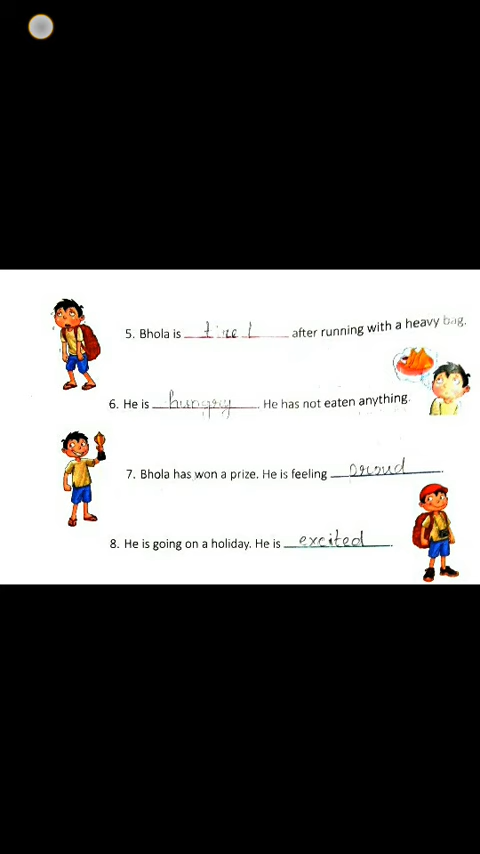 5. Bhola is tired after running with a heavy bag.
6. He is hungry. He has not eaten anything.
7. Bhola has won a prize. He is feeling proud.
8. He is going on a holiday. He is excited.